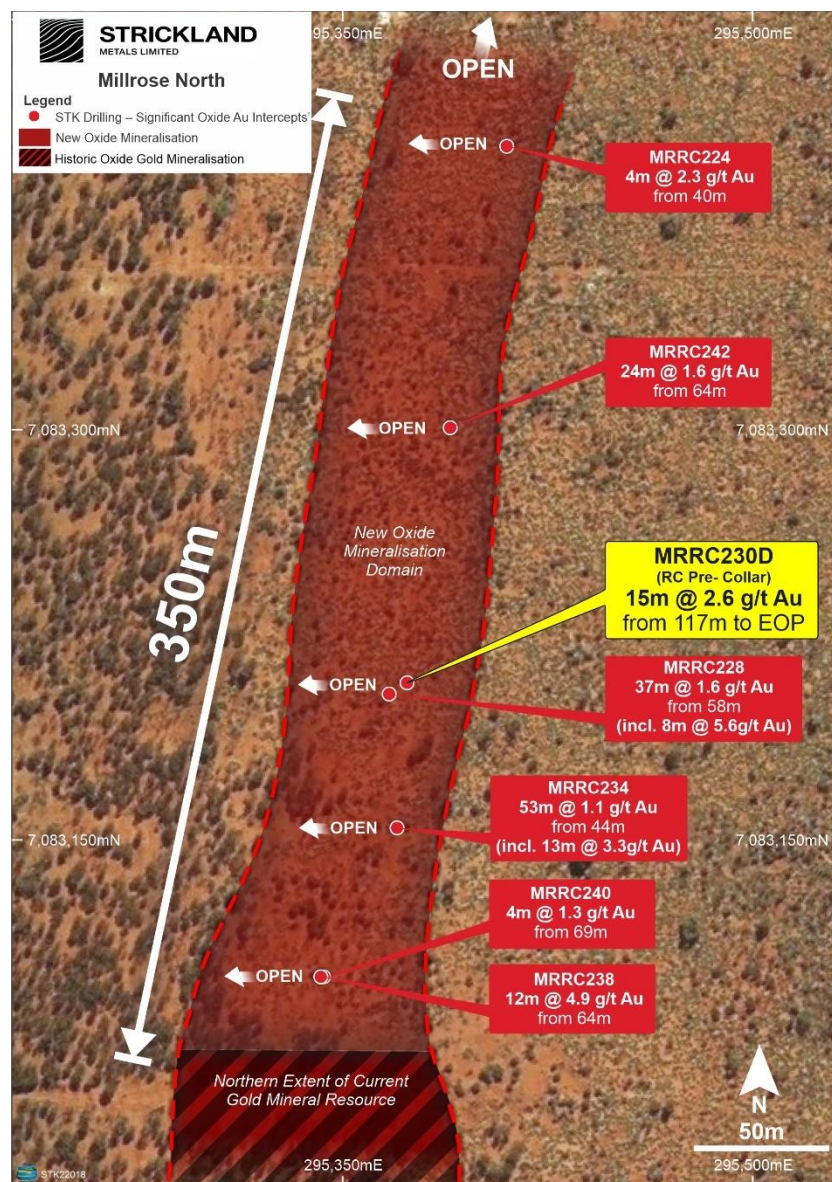 STRICKLAND
METALS LIMITED
Millrose North
Legend
STK Drilling – Significant Oxide Au Intercepts
New Oxide Mineralisation
Historic Oxide Gold Mineralisation
295,350mE
295,500mE
OPEN
OPEN
MRRC224
4m @ 2.3 g/t Au
from 40m
MRRC242
24m @ 1.6 g/t Au
from 64m
7,083,300mN
OPEN
7,083,300mN
350m
New Oxide
Mineralisation
Domain
MRRC230D
(RC Pre- Collar)
15m @ 2.6 g/t Au
from 117m to EOP
OPEN
MRRC228
37m @ 1.6 g/t Au
from 58m
(incl. 8m @ 5.6g/t Au)
MRRC234
53m @ 1.1 g/t Au
from 44m
(incl. 13m @ 3.3g/t Au)
OPEN
7,083,150mN
7,083,150mN
MRRC240
4m @ 1.3 g/t Au
from 69m
OPEN
MRRC238
12m @ 4.9 g/t Au
from 64m
Northern Extent of Current
Gold Mineral Resource
N
50m
STK22018
295,350mE
295,500mE